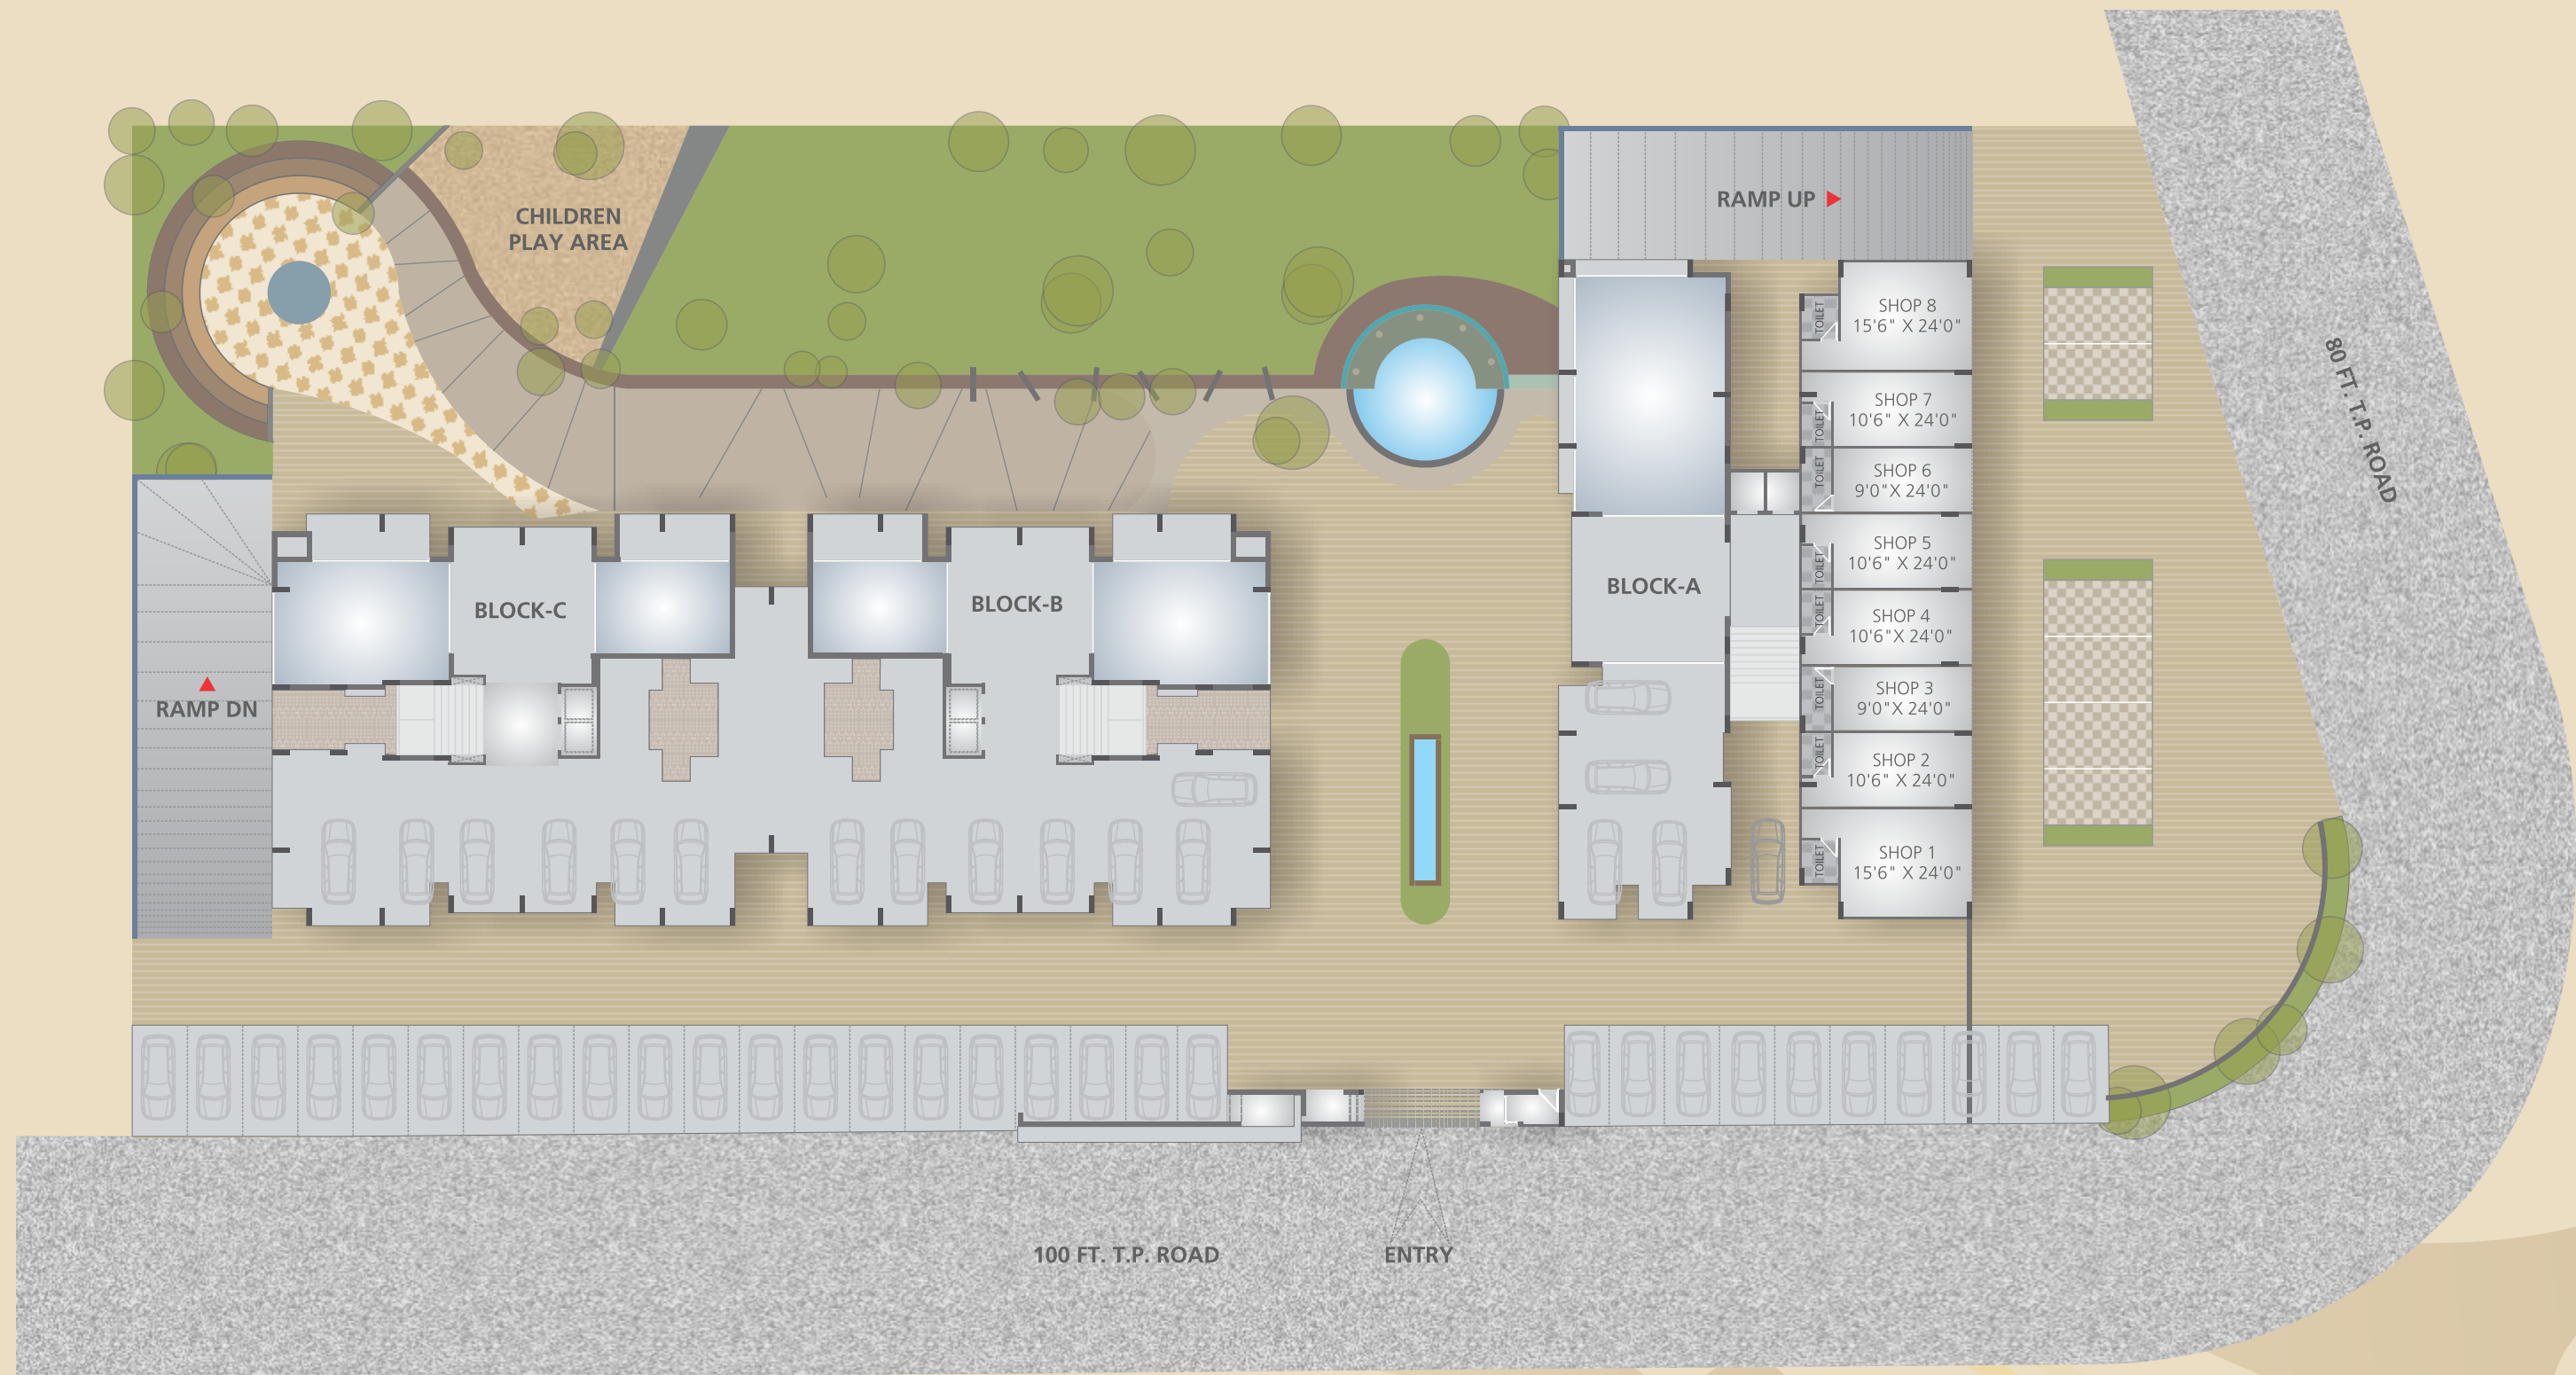 CHILDREN
PLAY AREA
RAMP UP
80 FT. T.P. ROAD
TOILET
SHOP 8
15'6" X 24'0"
TOILET
SHOP 7
10'6" X 24'0"
TOILET
SHOP 6
9'0"X 24'0"
TOILET
SHOP 5
10'6" X 24'0"
TOILET
SHOP 4
10'6"X 24'0"
TOILET
SHOP 3
9'0"X 24'0"
TOILET
SHOP 2
10'6" X 24'0"
TOILET
SHOP 1
15'6" X 24'0"
BLOCK-C
BLOCK-B
BLOCK-A
RAMP DN
100 FT. T.P. ROAD
ENTRY